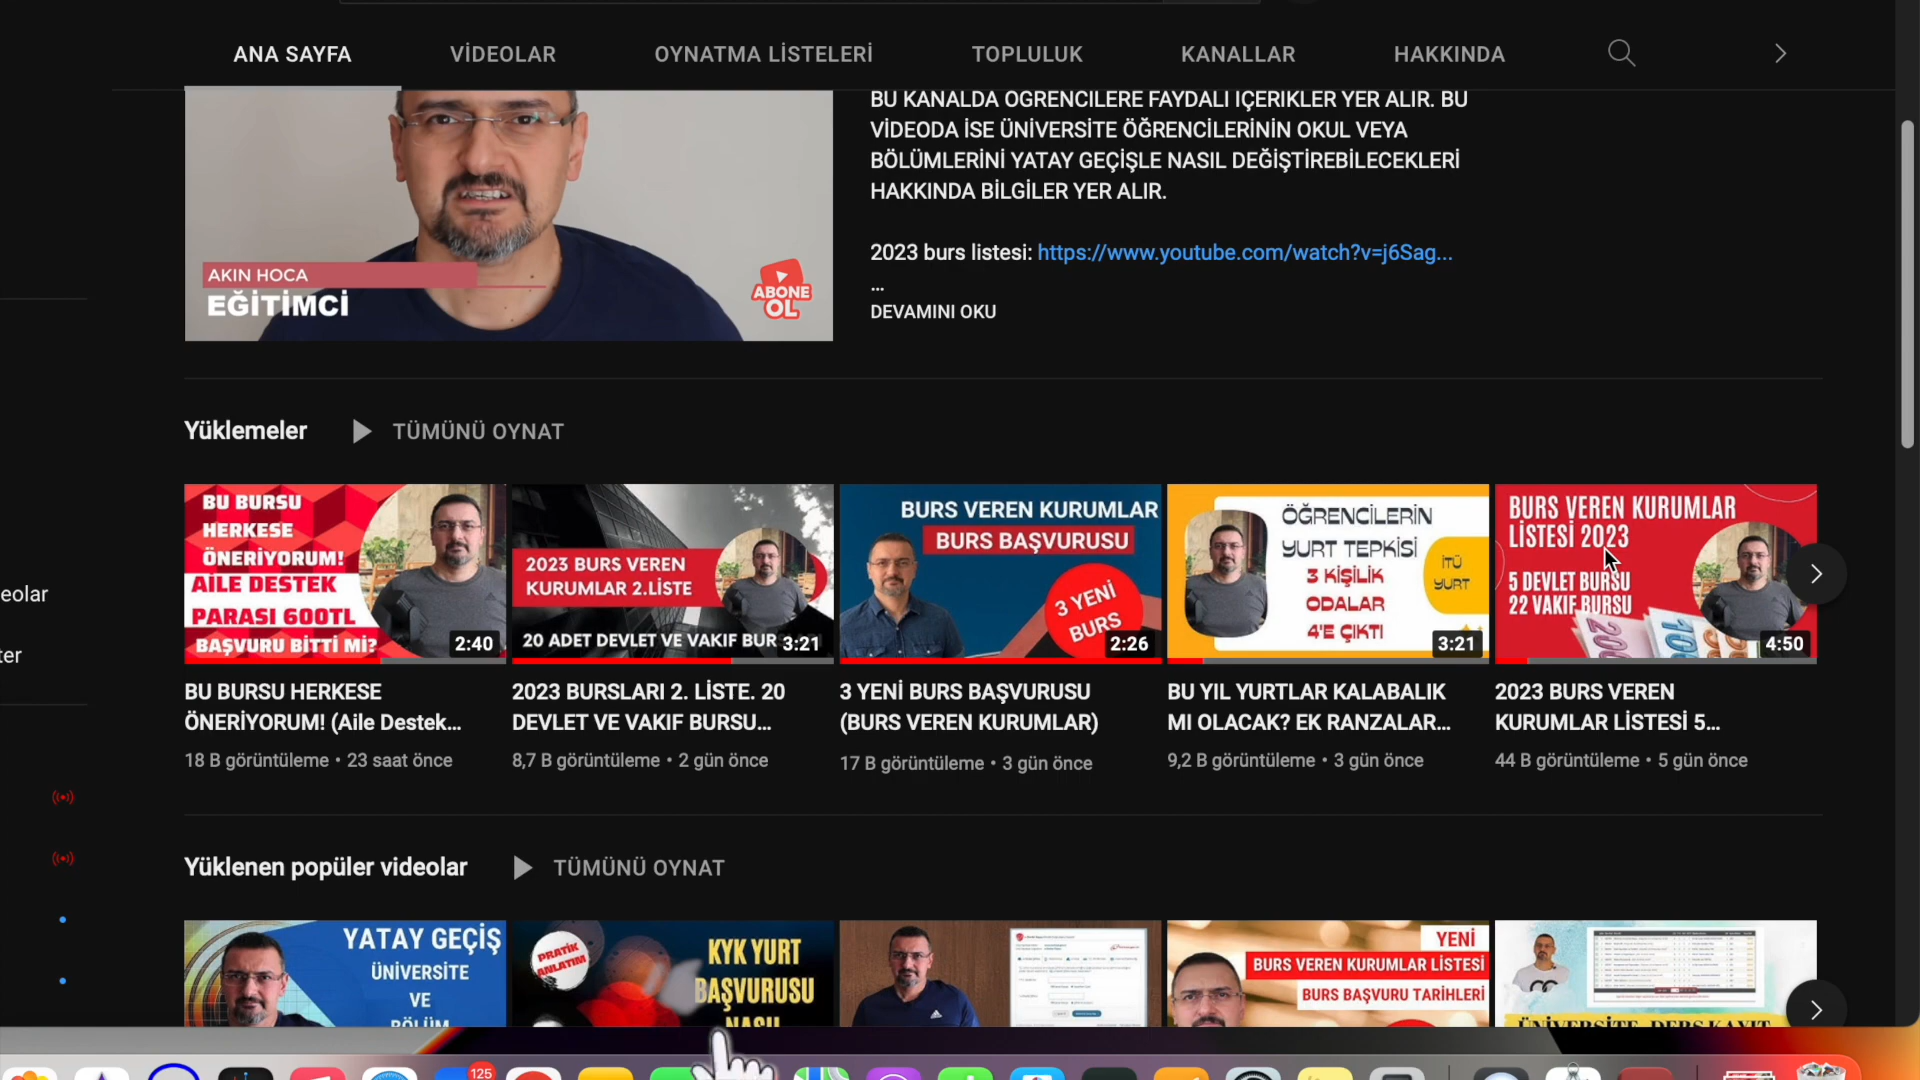 ANA SAYFA
VİDEOLAR
OYNATMA LİSTELERİ
TOPLULUK
KANALLAR
HAKKINDA
AKIN HOCA
EĞİTİMCİ
ABONE
OL
BU KANALDA ÖĞRENCİLERE FAYDALI İÇERİKLER YER ALIR. BU
VİDEODA İSE ÜNİVERSİTE ÖĞRENCİLERİNİN OKUL VEYA
BÖLÜMLERİNİ YATAY GEÇİŞLE NASIL DEĞİŞTİREBİLECEKLERİ
HAKKINDA BİLGİLER YER ALIR.
2023 burs listesi: https://www.youtube.com/watch?v=j6Sag...
...
DEVAMINI OKU
Yüklemeler
TÜMÜNÜ OYNAT
BU BURSU
HERKESE
ÖNERİYORUM!
AİLE DESTEK
PARASI 600TL
BAŞVURU BİTTİ Mİ?
2:40
BU BURSU HERKESE
ÖNERİYORUM! (Aile Destek...
18 B görüntüleme • 23 saat önce
2023 BURS VEREN
KURUMLAR 2.LİSTE
20 ADET DEVLET VE VAKIF BUR
3:21
2023 BURSLARI 2. LİSTE. 20
DEVLET VE VAKIF BURSU...
8,7 B görüntüleme • 2 gün önce
BURS VEREN KURUMLAR
BURS BAŞVURUSU
3 YENİ
BURS
2:26
3 YENİ BURS BAŞVURUSU
(BURS VEREN KURUMLAR)
17 B görüntüleme • 3 gün önce
ÖĞRENCİLERİN
YURT TEPKİSİ
3 KİŞİLİK
ODALAR
4'E ÇIKTI
İTÜ
YURT
3:21
BU YIL YURTLAR KALABALIK
MI OLACAK? EK RANZALAR...
9,2 B görüntüleme • 3 gün önce
BURS VEREN KURUMLAR
LİSTESİ 2023
5 DEVLET BURSU
22 VAKIF BURSU
4:50
2023 BURS VEREN
KURUMLAR LİSTESİ 5...
44 B görüntüleme • 5 gün önce
eolar
ter
Yüklenen popüler videolar
TÜMÜNÜ OYNAT
YATAY GEÇİŞ
ÜNİVERSİTE
VE
BÖLÜM
PRATİK
ANLATIM
KYK YURT
BAŞVURUSU
NASIL
YENİ
BURS VEREN KURUMLAR LİSTESİ
BURS BAŞVURU TARİHLERİ
ÜNİVERSİTE DERS KAYIT
125